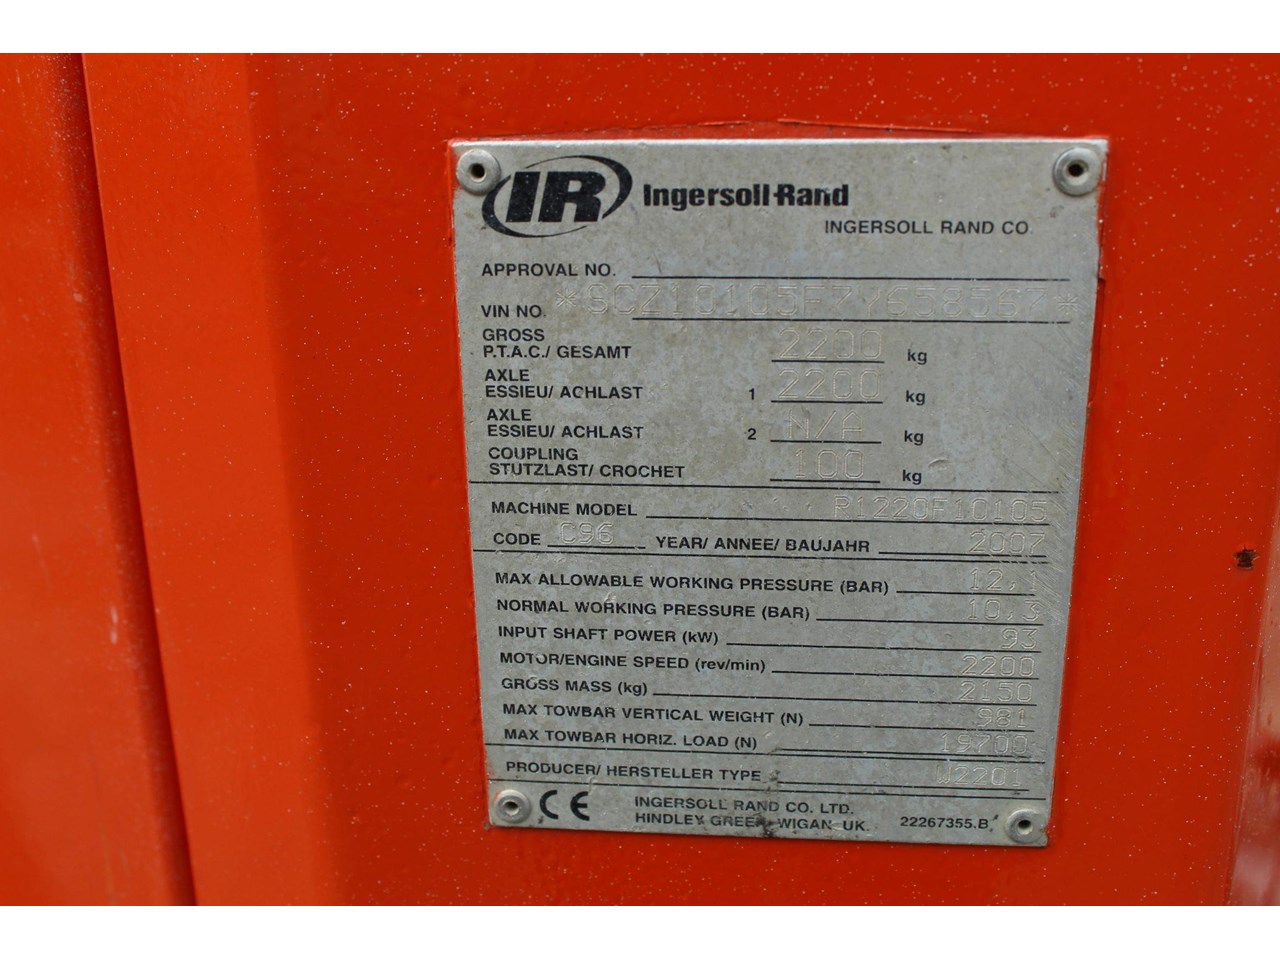 IR Ingersoll-Rand
INGERSOLL RAND CO.
APPROVAL NO.
VIN NO.
GROSS
P.T.A.C./ GESAMT 2200 kg
AXLE
ESSIEU/ ACHLAST 1 2200 kg
AXLE
ESSIEU/ ACHLAST 2 N/A kg
COUPLING
STUTZLAST/ CROCHET 100 kg
MACHINE MODEL R1220F10105
CODE C96 YEAR/ ANNEE/ BAUJAHR 2007
MAX ALLOWABLE WORKING PRESSURE (BAR) 12,1
NORMAL WORKING PRESSURE (BAR) 10,3
INPUT SHAFT POWER (kW) 93
MOTOR/ENGINE SPEED (rev/min) 2200
GROSS MASS (kg) 2150
MAX TOWBAR VERTICAL WEIGHT (N) 981
MAX TOWBAR HORIZ. LOAD (N) 19700
PRODUCER/ HERSTELLER TYPE W2201
CE INGERSOLL RAND CO. LTD.
HINDLEY GREEN WIGAN UK. 22267355.B